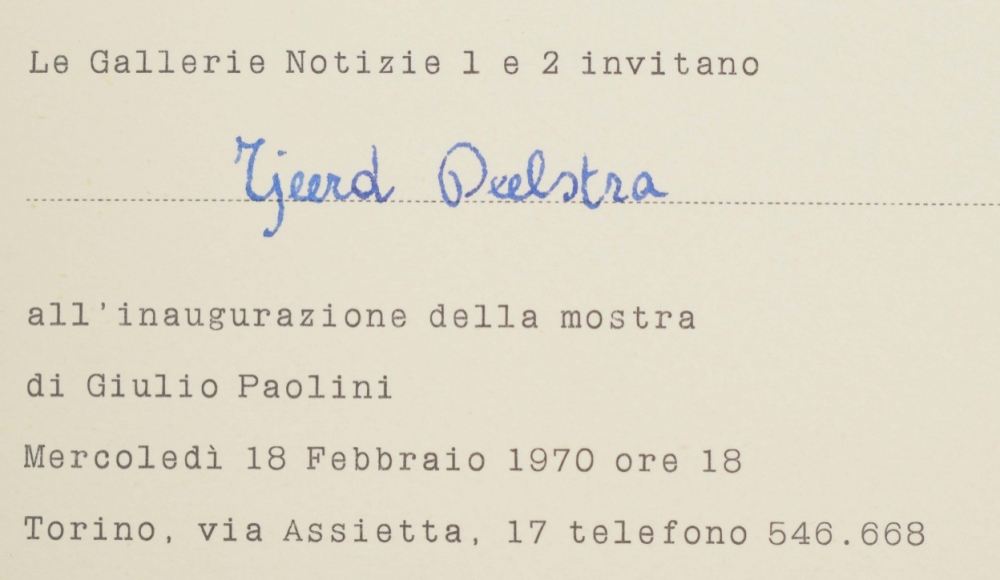 Le Gallerie Notizie 1 e 2 invitano
Tjeerd Deelstra
all'inaugurazione della mostra
di Giulio Paolini
Mercoledì 18 Febbraio 1970 ore 18
Torino, via Assietta, 17 telefono 546.668